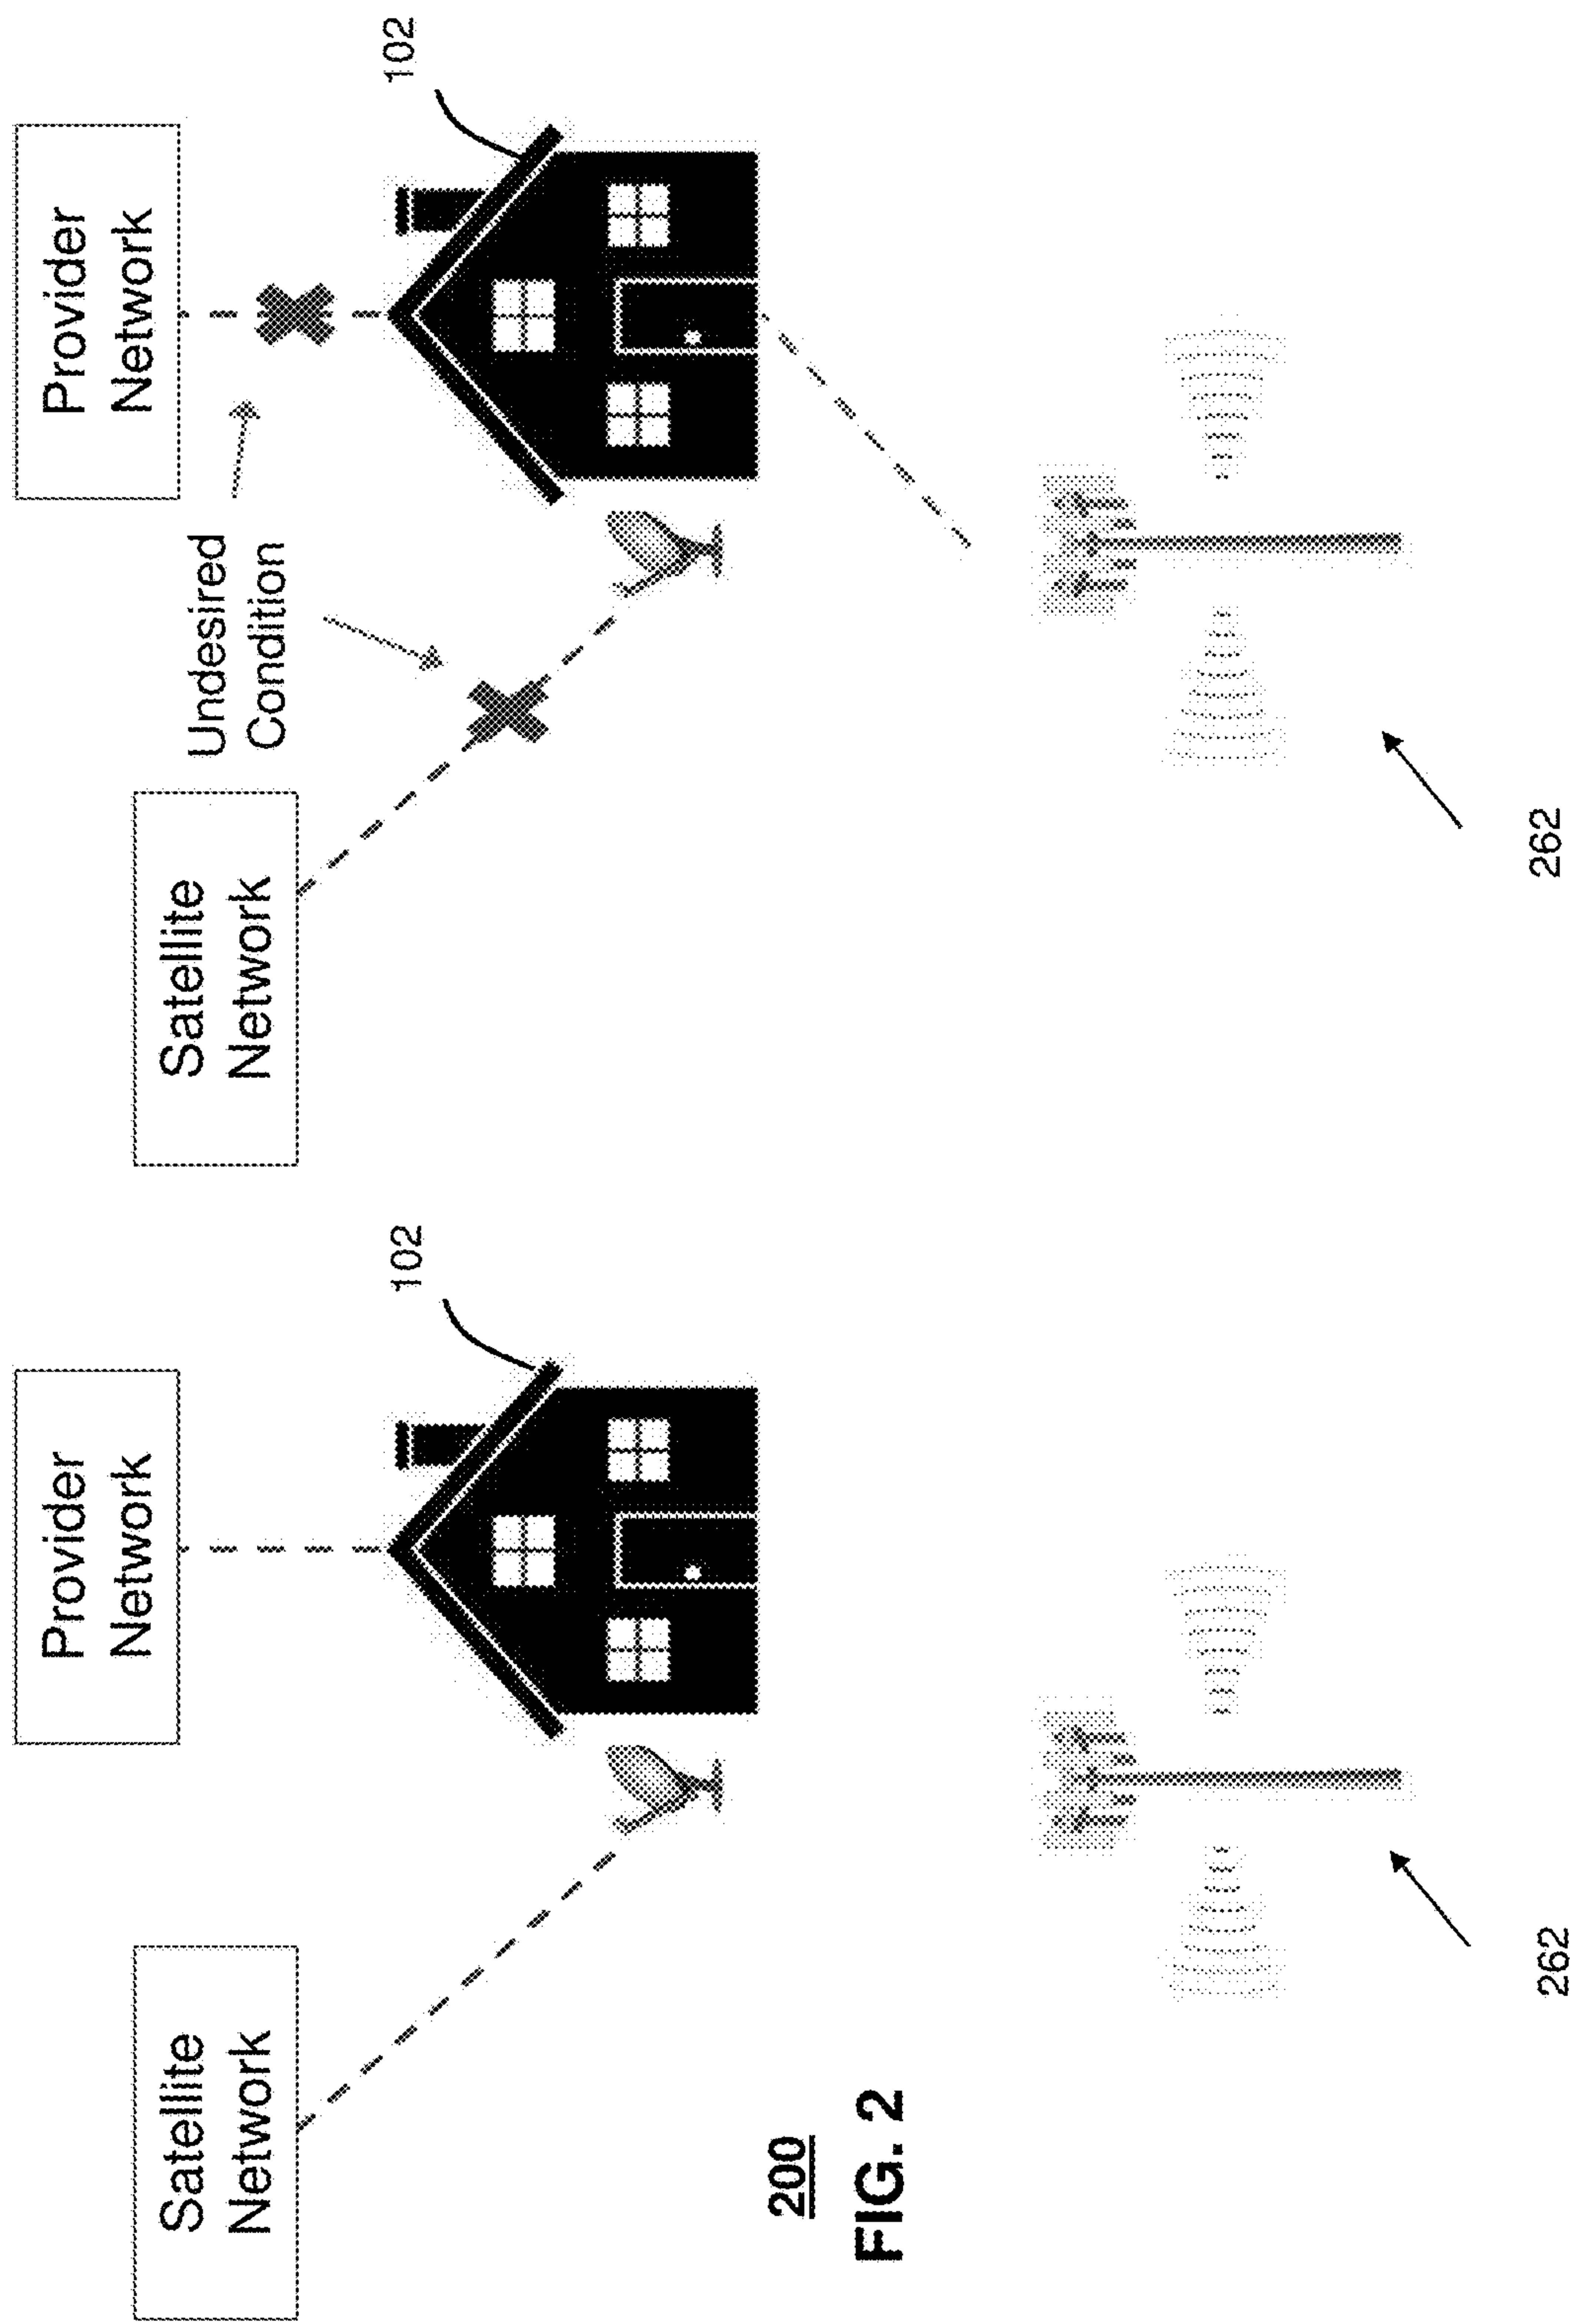 Provider
Network
Satellite
Network
102
262
200
FIG. 2
Provider
Network
Satellite
Network
Undesired
Condition
102
262